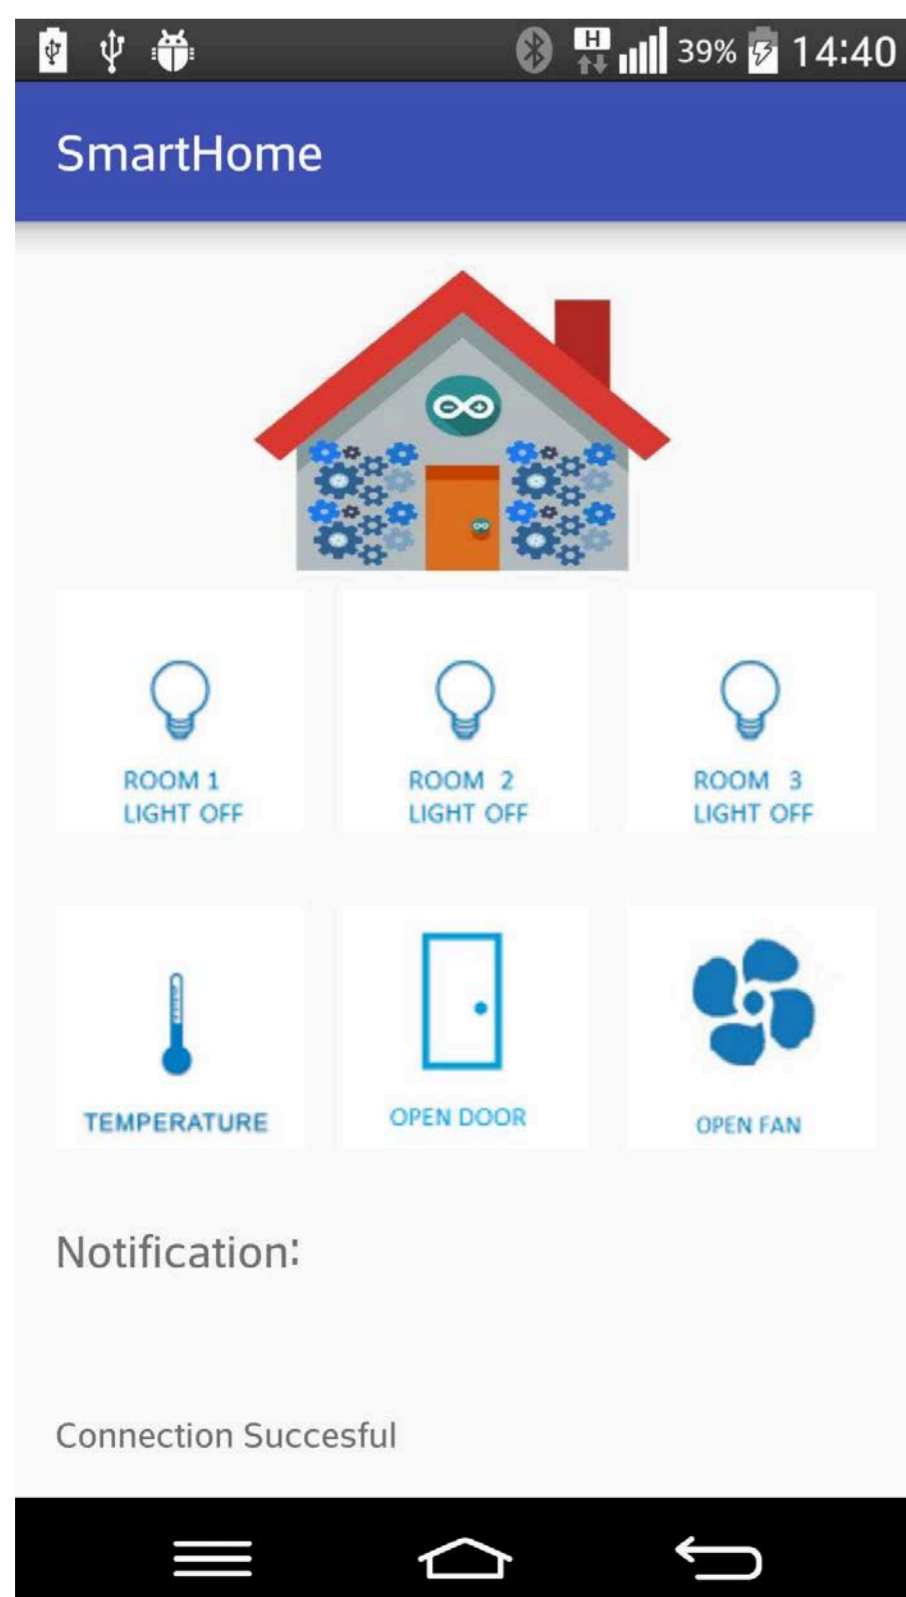 H
39%
14:40
SmartHome
ROOM 1
LIGHT OFF
ROOM 2
LIGHT OFF
ROOM 3
LIGHT OFF
TEMPERATURE
OPEN DOOR
OPEN FAN
Notification:
Connection Succesful